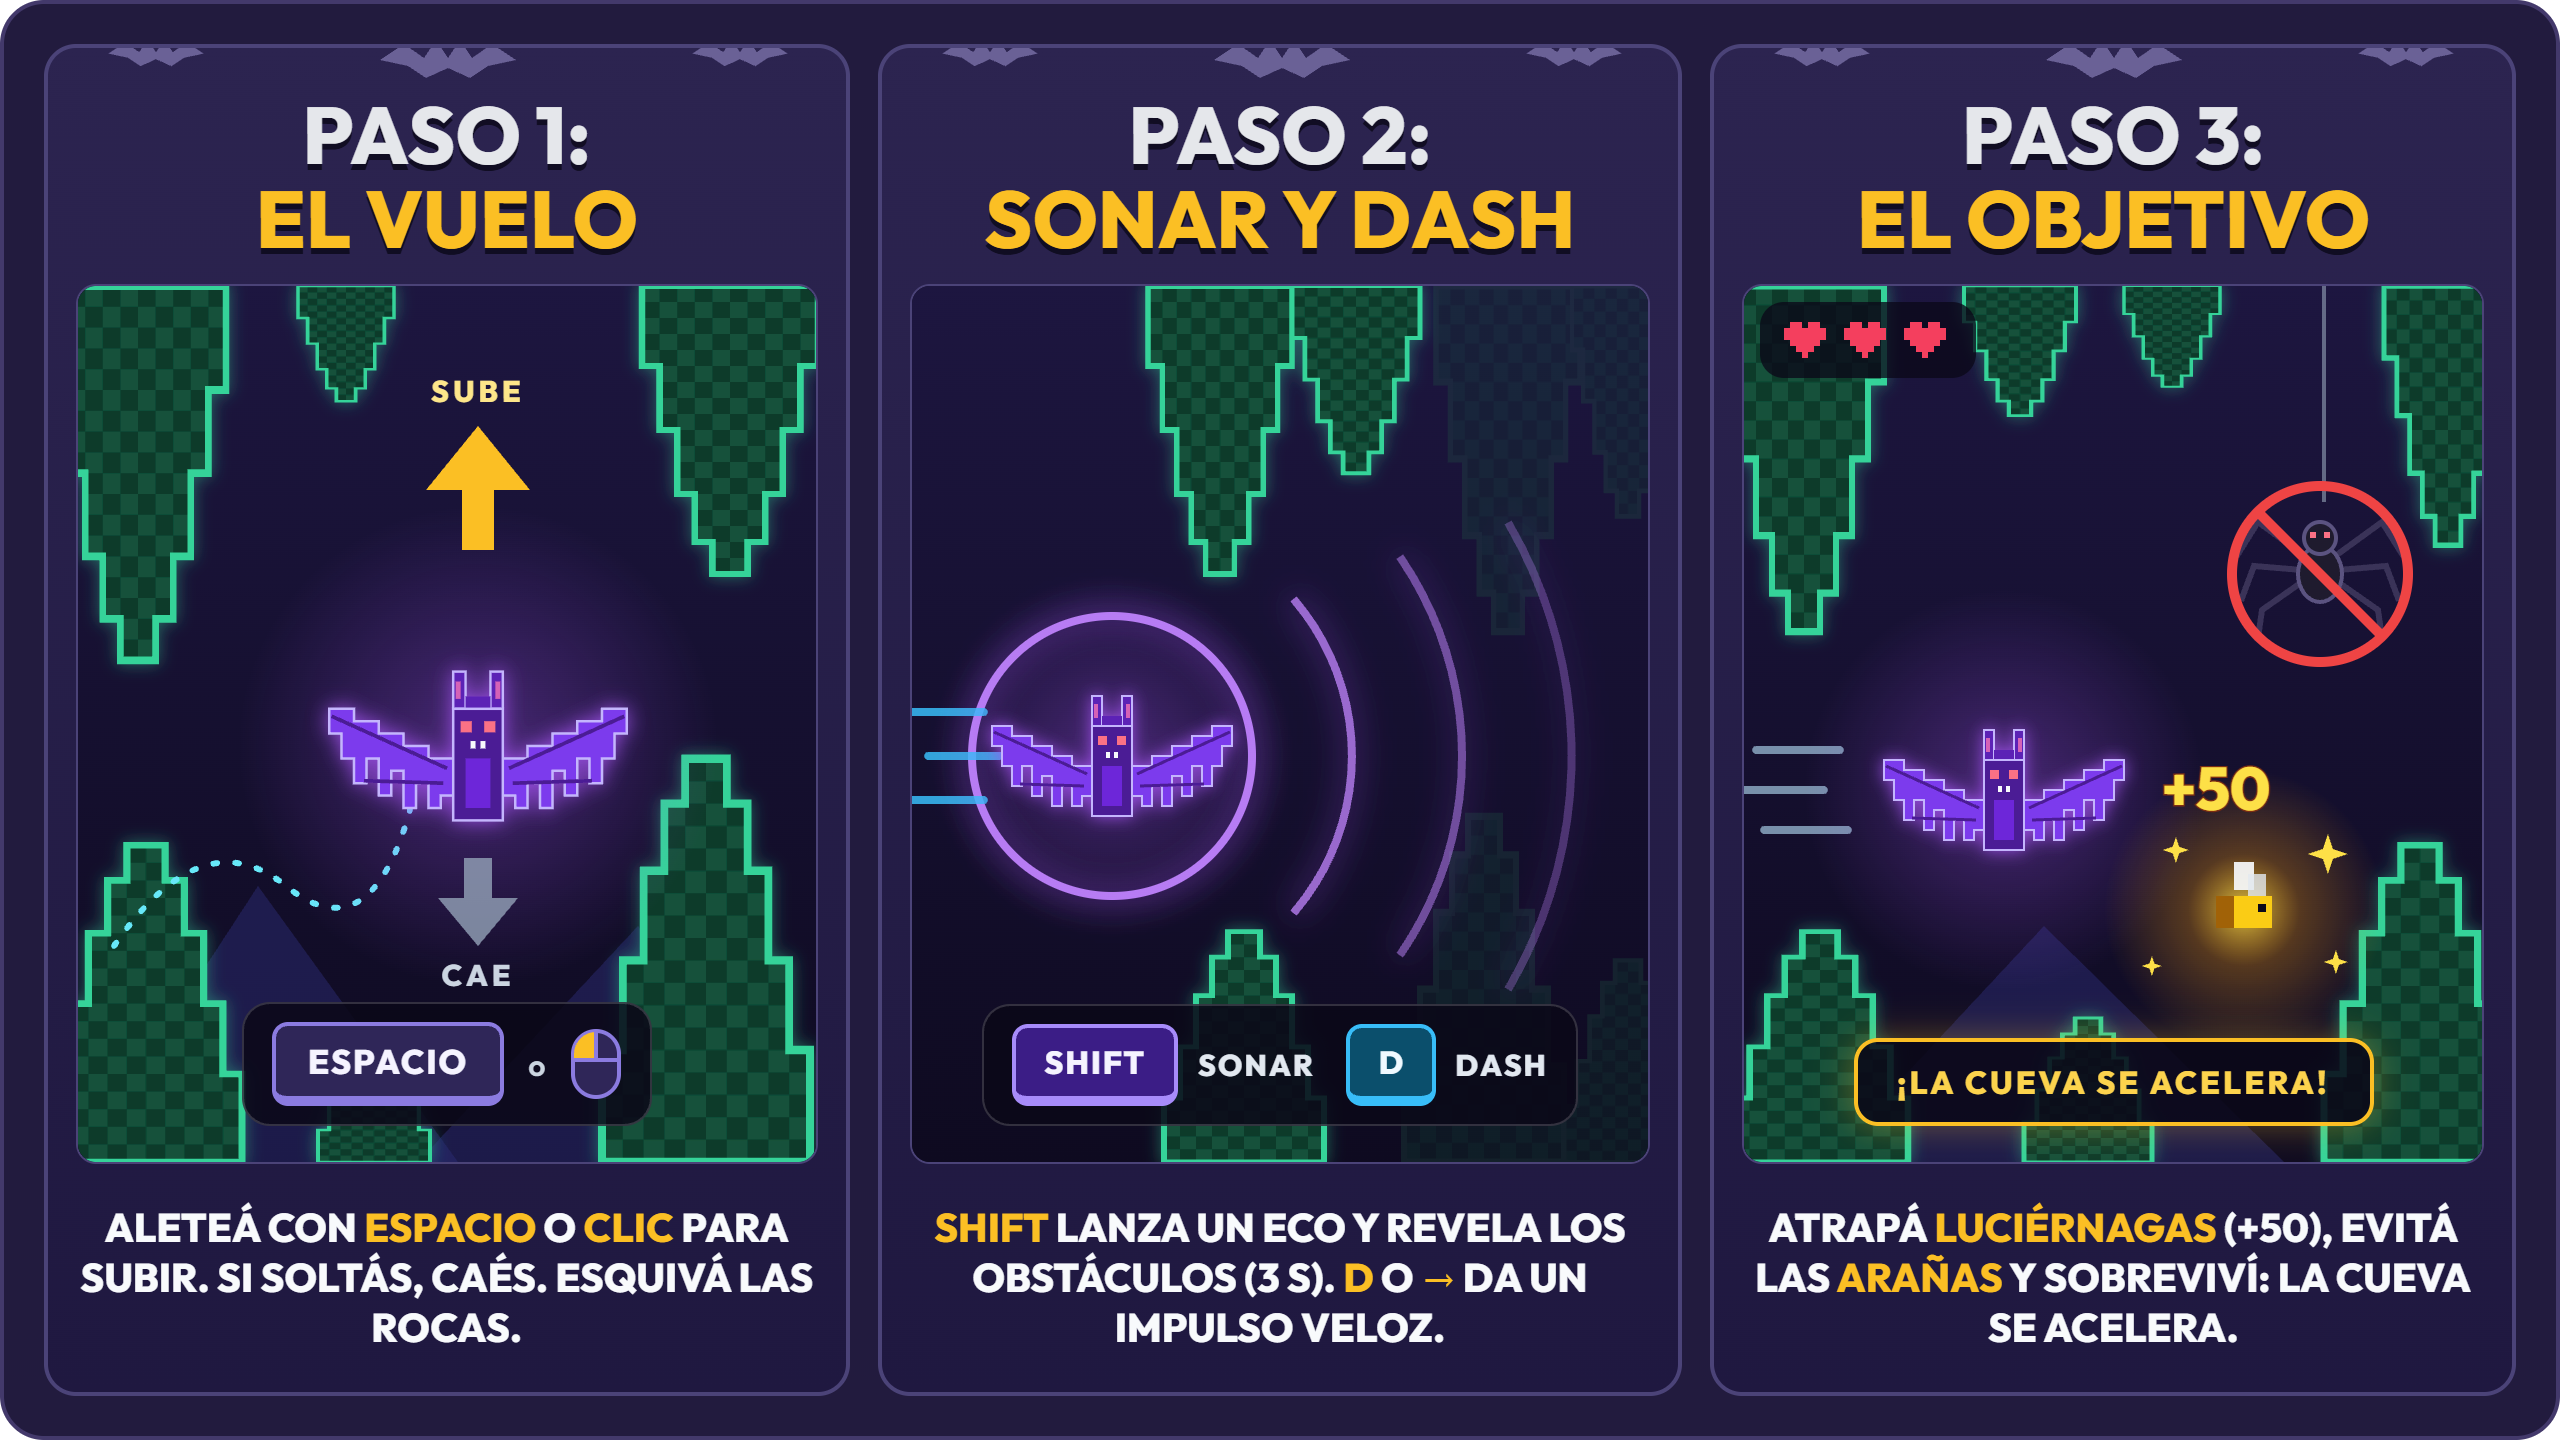 PASO 1:
EL VUELO
SUBE
CAE
ESPACIO o
ALETEÁ CON ESPACIO O CLIC PARA
SUBIR. SI SOLTÁS, CAÉS. ESQUIVÁ LAS
ROCAS.
PASO 2:
SONAR Y DASH
SHIFT SONAR D DASH
SHIFT LANZA UN ECO Y REVELA LOS
OBSTÁCULOS (3 S). D O → DA UN
IMPULSO VELOZ.
PASO 3:
EL OBJETIVO
+50
¡LA CUEVA SE ACELERA!
ATRAPÁ LUCIÉRNAGAS (+50), EVITÁ
LAS ARAÑAS Y SOBREVIVÍ: LA CUEVA
SE ACELERA.